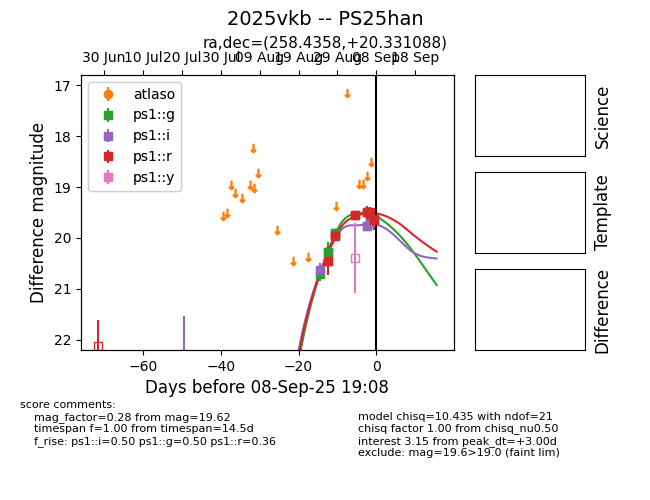 2025vkb -- PS25han
ra,dec=(258.4358,+20.331088)
30 Jun 10 Jul 20 Jul 30 Jul 09 Aug 19 Aug 29 Aug 08 Sep 18 Sep
17
18
19
20
21
22
Difference magnitude
atlaso
ps1::g
ps1::i
ps1::r
ps1::y
−60 −40 −20 0
Days before 08-Sep-25 19:08
Science
Template
Difference
score comments:
mag_factor=0.28 from mag=19.62
timespan f=1.00 from timespan=14.5d
f_rise: ps1::i=0.50 ps1::g=0.50 ps1::r=0.36
model chisq=10.435 with ndof=21
chisq factor 1.00 from chisq_nu0.50
interest 3.15 from peak_dt=+3.00d
exclude: mag=19.6>19.0 (faint lim)